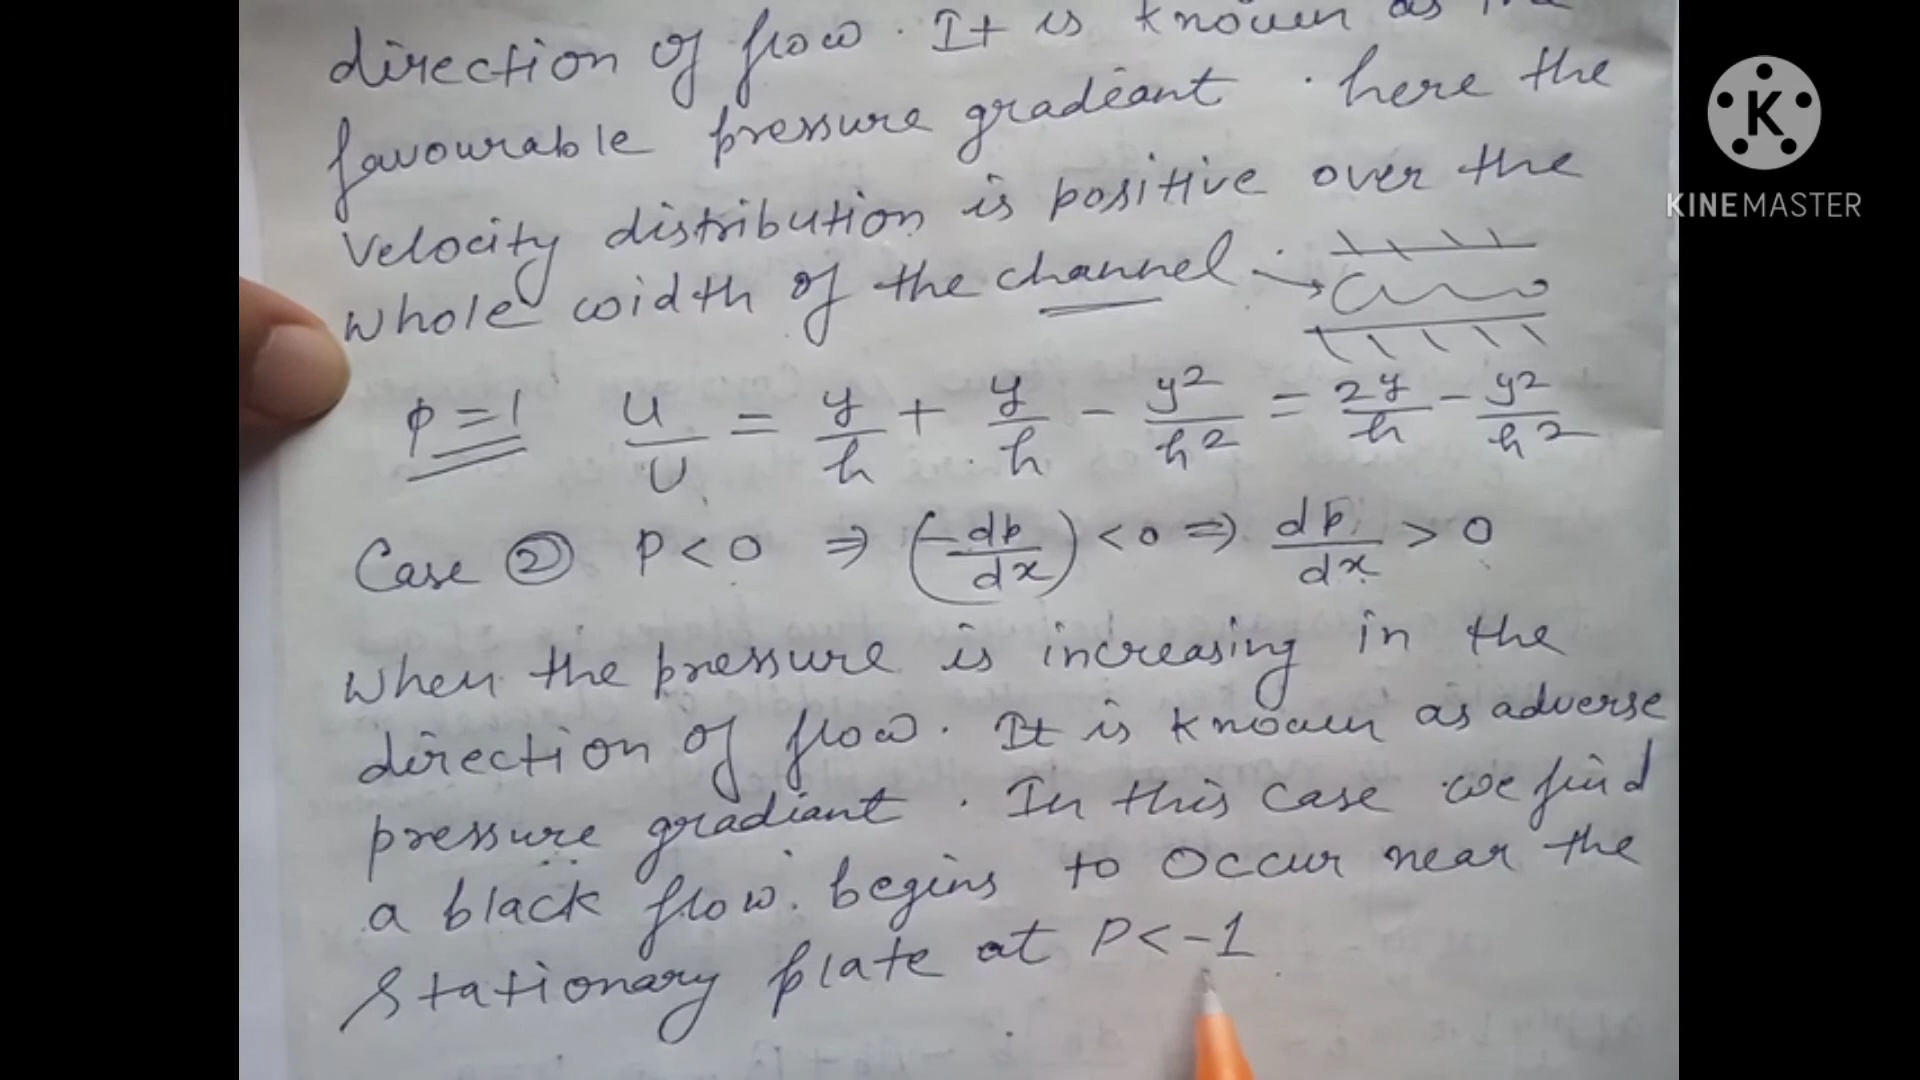 direction of flow. It is known as the
favourable pressure gradiant. here the
velocity distribution is positive over the
whole width of the channel.
p=1 u/U = y/h + y/h - y²/h² = 2y/h - y²/h²
Case ② P<0 ⇒ (-dp/dx) <0 ⇒ dp/dx > 0
when the pressure is increasing in the
direction of flow. It is known as adverse
pressure gradiant. In this case we find
a black flow. begins to occur near the
stationary plate at P<-1
K
KINEMASTER